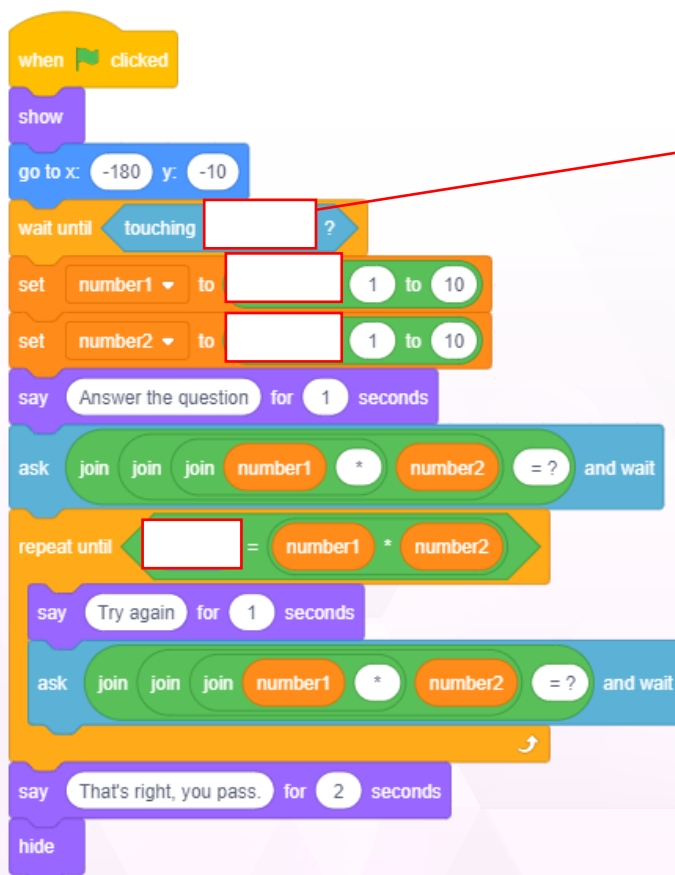 when clicked
show
go to x: -180 y: -10
wait until touching ?
set number1 to 1 to 10
set number2 to 1 to 10
say Answer the question for 1 seconds
ask join join join number1 * number2 = ? and wait
repeat until = number1 * number2
say Try again for 1 seconds
ask join join join number1 * number2 = ? and wait
say That's right, you pass. for 2 seconds
hide